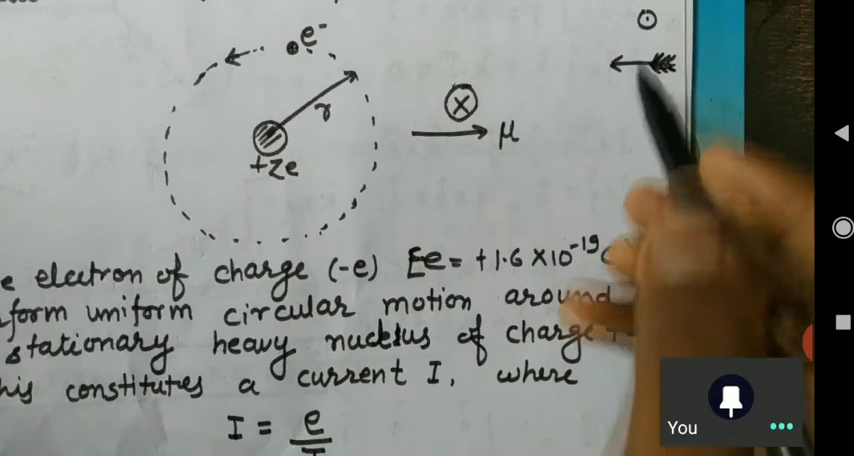 e-
r
+Ze
μ
e electron of charge (-e) [e = +1.6 × 10-19 C
form uniform circular motion around
stationary heavy nucleus of charge +
his constitutes a current I, where
I = e
You